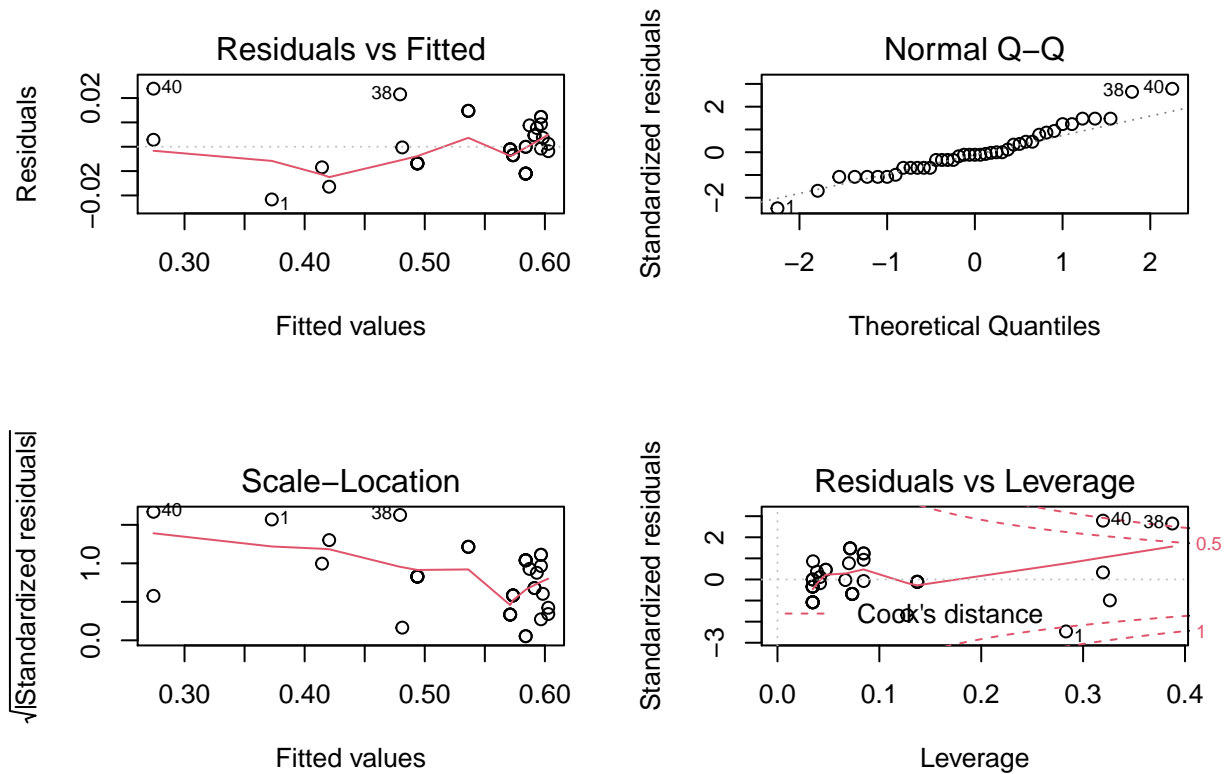 Residuals vs Fitted
Residuals
0.02
−0.02
40
38
1
0.30 0.40 0.50 0.60
Fitted values
Normal Q−Q
Standardized residuals
2
0
−2
38
40
1
−2 −1 0 1 2
Theoretical Quantiles
Scale−Location
√|Standardized residuals|
1.0
0.0
40
1
38
0.30 0.40 0.50 0.60
Fitted values
Residuals vs Leverage
Standardized residuals
2
0
−3
40
38
1
0.5
1
Cook's distance
0.0 0.1 0.2 0.3 0.4
Leverage